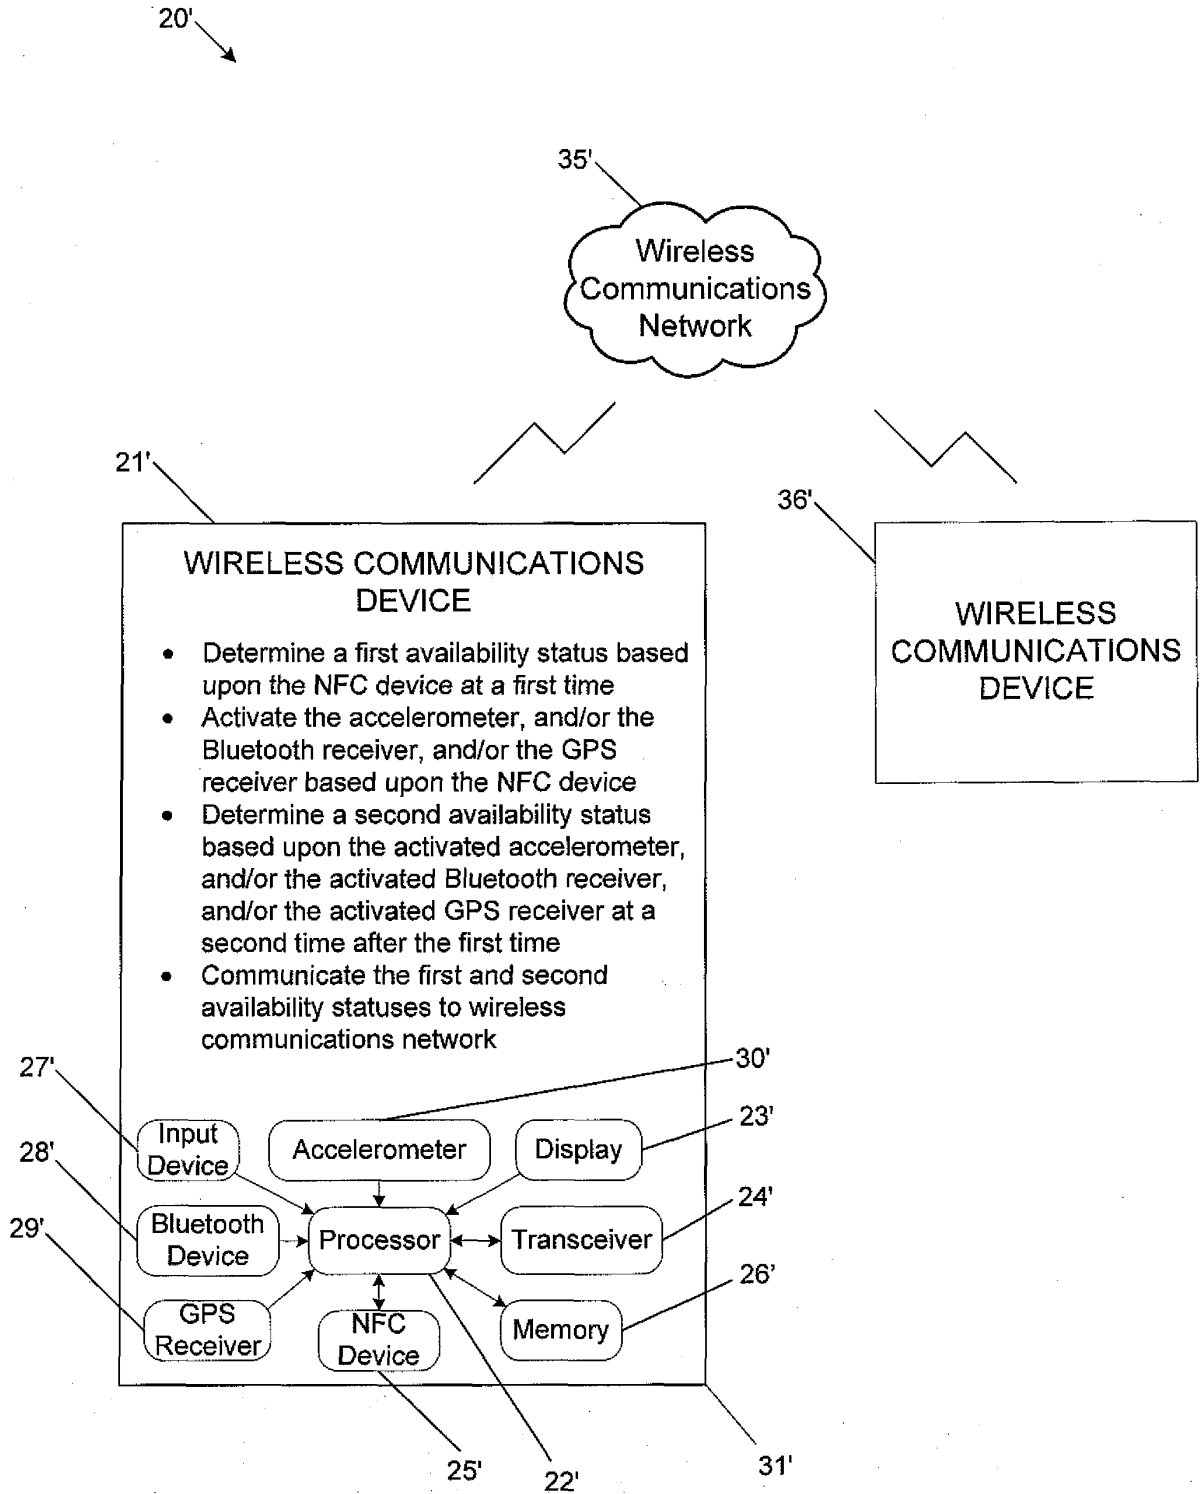 20'
35'
Wireless
Communications
Network
21'
36'
WIRELESS COMMUNICATIONS
DEVICE
• Determine a first availability status based
upon the NFC device at a first time
• Activate the accelerometer, and/or the
Bluetooth receiver, and/or the GPS
receiver based upon the NFC device
• Determine a second availability status
based upon the activated accelerometer,
and/or the activated Bluetooth receiver,
and/or the activated GPS receiver at a
second time after the first time
• Communicate the first and second
availability statuses to wireless
communications network
WIRELESS
COMMUNICATIONS
DEVICE
27'
30'
23'
28'
24'
29'
26'
Input
Device
Accelerometer
Display
Bluetooth
Device
Processor
Transceiver
GPS
Receiver
NFC
Device
Memory
25'
22'
31'